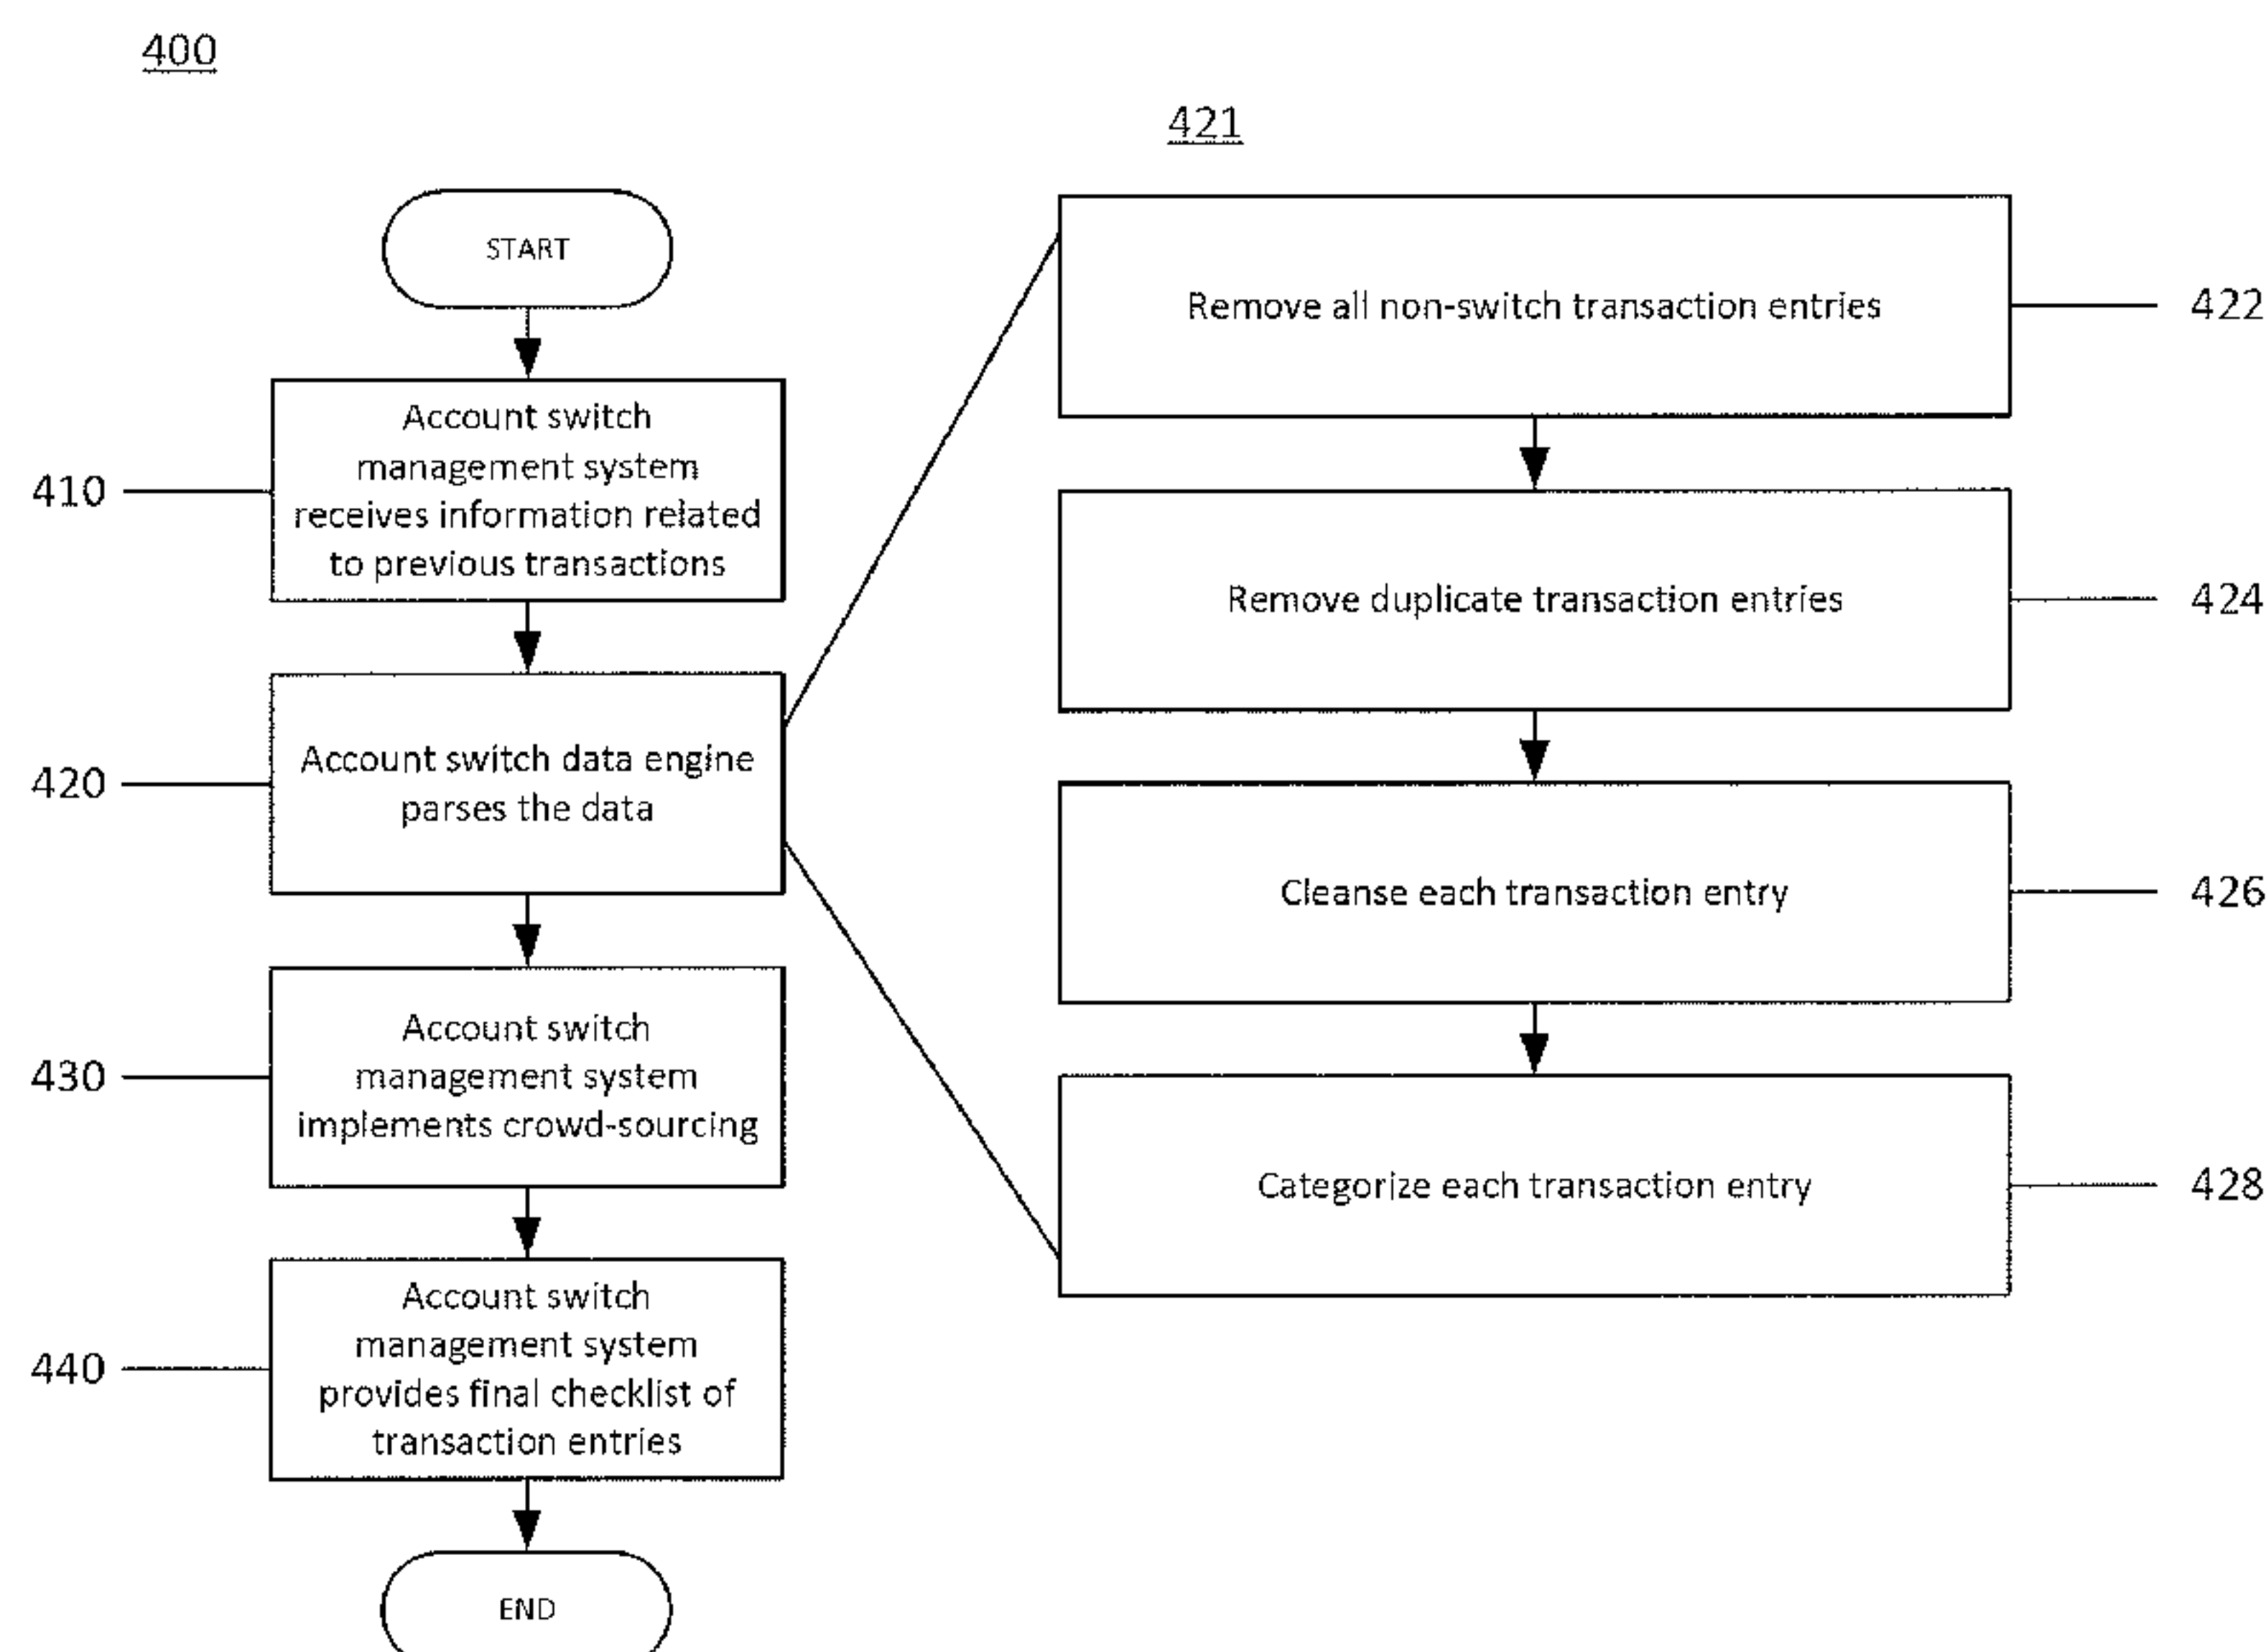 400
421
START
410
Account switch
management system
receives information related
to previous transactions
420
Account switch data engine
parses the data
430
Account switch
management system
implements crowd-sourcing
440
Account switch
management system
provides final checklist of
transaction entries
END
Remove all non-switch transaction entries
422
Remove duplicate transaction entries
424
Cleanse each transaction entry
426
Categorize each transaction entry
428